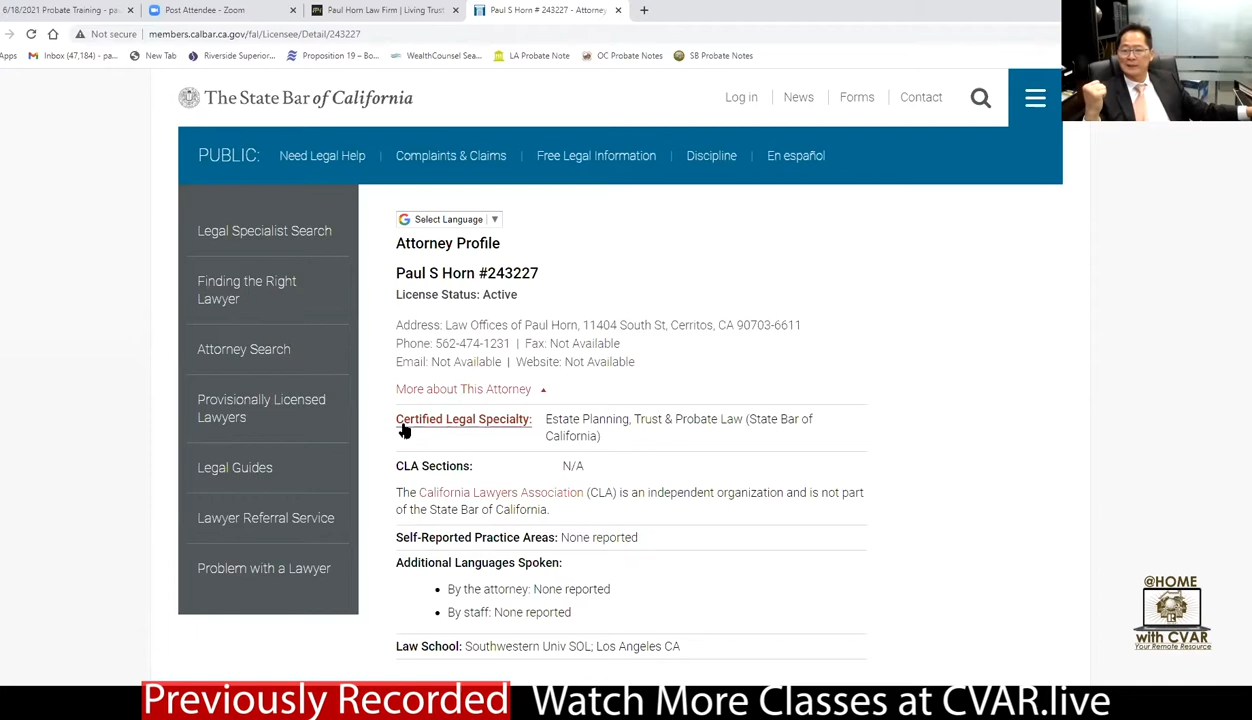 6/18/2021 Probate Training - pa
Post Attendee - Zoom
Paul Horn Law Firm | Living Trus
Paul S Horn # 243227 - Attorney
Not secure
members.calbar.ca.gov/fal/Licensee/Detail/243227
Apps
Inbox (47,184) - pa...
New Tab
Riverside Superior...
Proposition 19 – Bo...
WealthCounsel Sea...
LA Probate Notes
OC Probate Notes
SB Probate Notes
The State Bar of California
Log in
News
Forms
Contact
PUBLIC:
Need Legal Help
Complaints & Claims
Free Legal Information
Discipline
En español
Legal Specialist Search
Finding the Right
Lawyer
Attorney Search
Provisionally Licensed
Lawyers
Legal Guides
Lawyer Referral Service
Problem with a Lawyer
G Select Language ▼
Attorney Profile
Paul S Horn #243227
License Status: Active
Address: Law Offices of Paul Horn, 11404 South St, Cerritos, CA 90703-6611
Phone: 562-474-1231 | Fax: Not Available
Email: Not Available | Website: Not Available
More about This Attorney ▲
Certified Legal Specialty: Estate Planning, Trust & Probate Law (State Bar of
California)
CLA Sections: N/A
The California Lawyers Association (CLA) is an independent organization and is not part
of the State Bar of California.
Self-Reported Practice Areas: None reported
Additional Languages Spoken:
• By the attorney: None reported
• By staff: None reported
Law School: Southwestern Univ SOL; Los Angeles CA
@HOME
with CVAR
Your Remote Resource
Previously Recorded Watch More Classes at CVAR.live